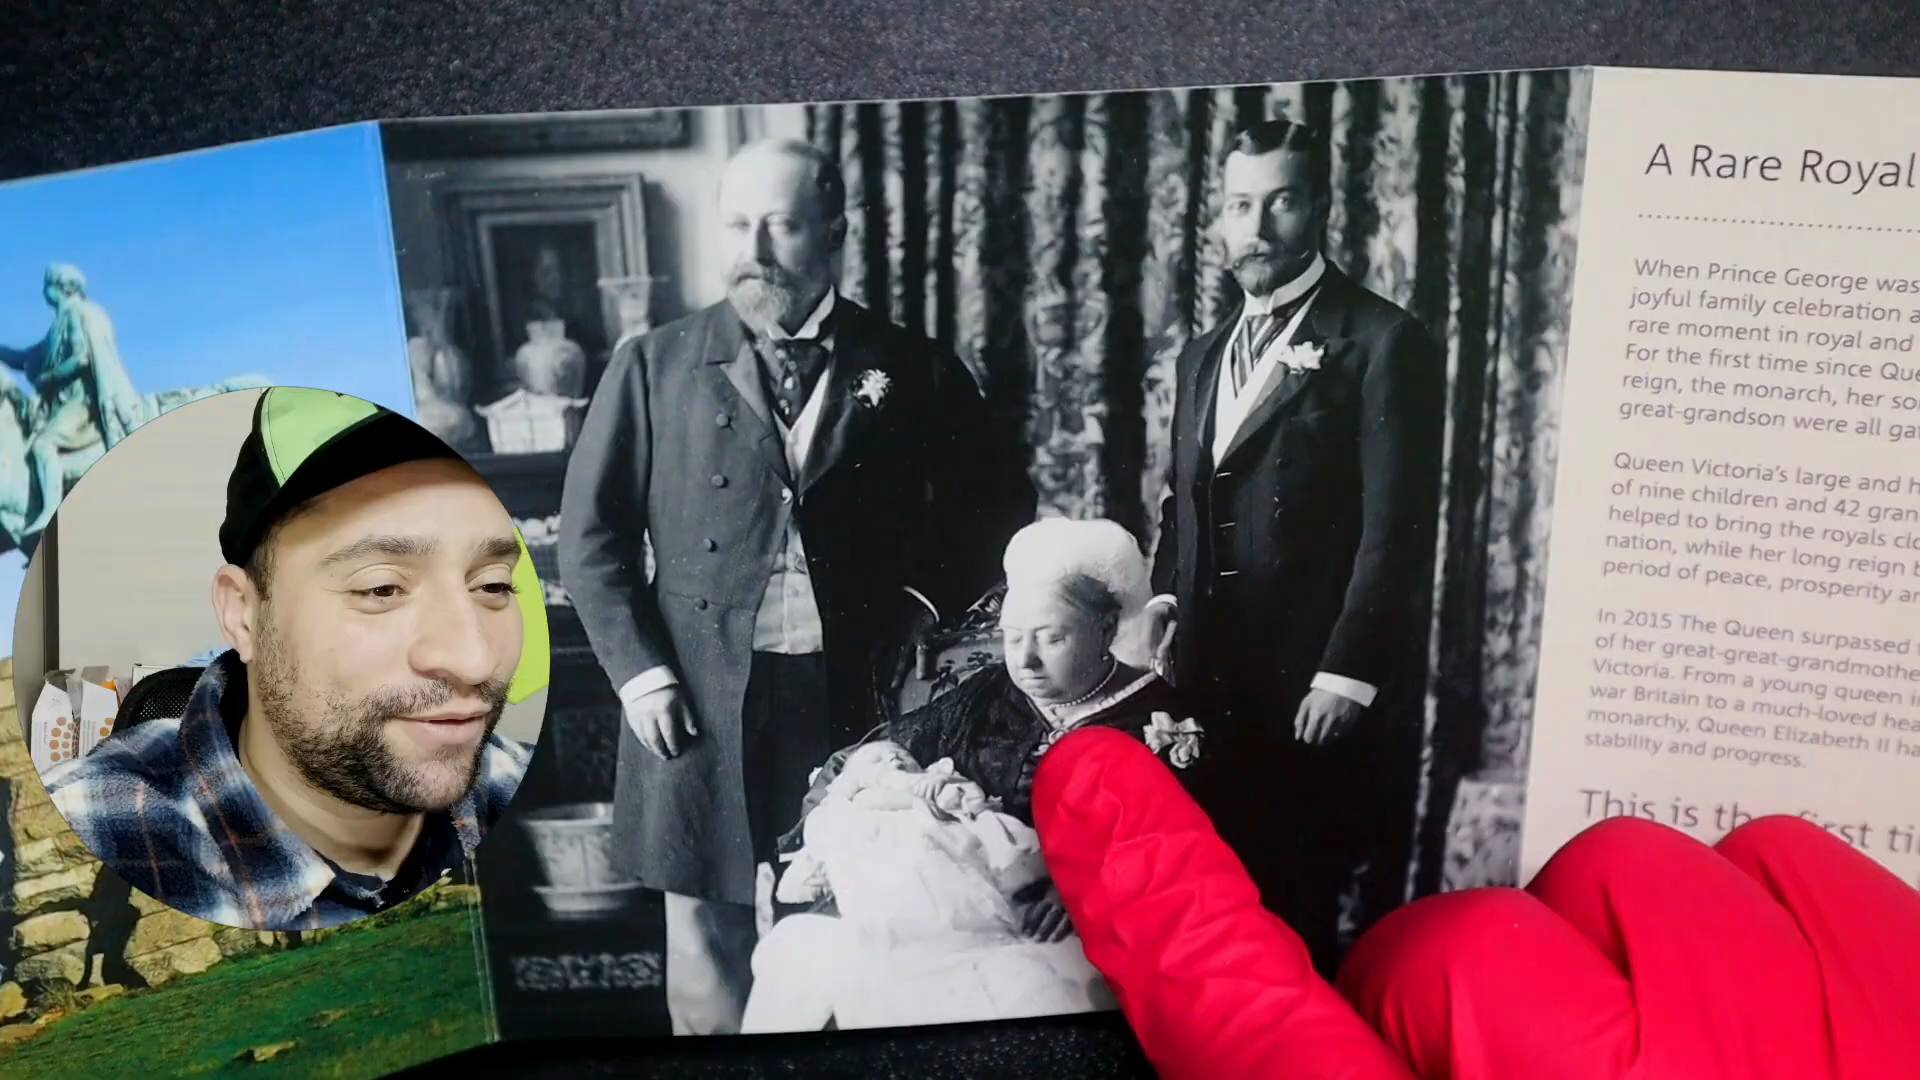 A Rare Royal
When Prince George was
joyful family celebration a
rare moment in royal and
For the first time since Que
reign, the monarch, her so
great-grandson were all ga
Queen Victoria's large and h
of nine children and 42 gran
helped to bring the royals clo
nation, while her long reign b
period of peace, prosperity an
In 2015 The Queen surpassed
of her great-great-grandmothe
Victoria. From a young queen i
war Britain to a much-loved hea
monarchy, Queen Elizabeth II ha
stability and progress.
This is the first ti